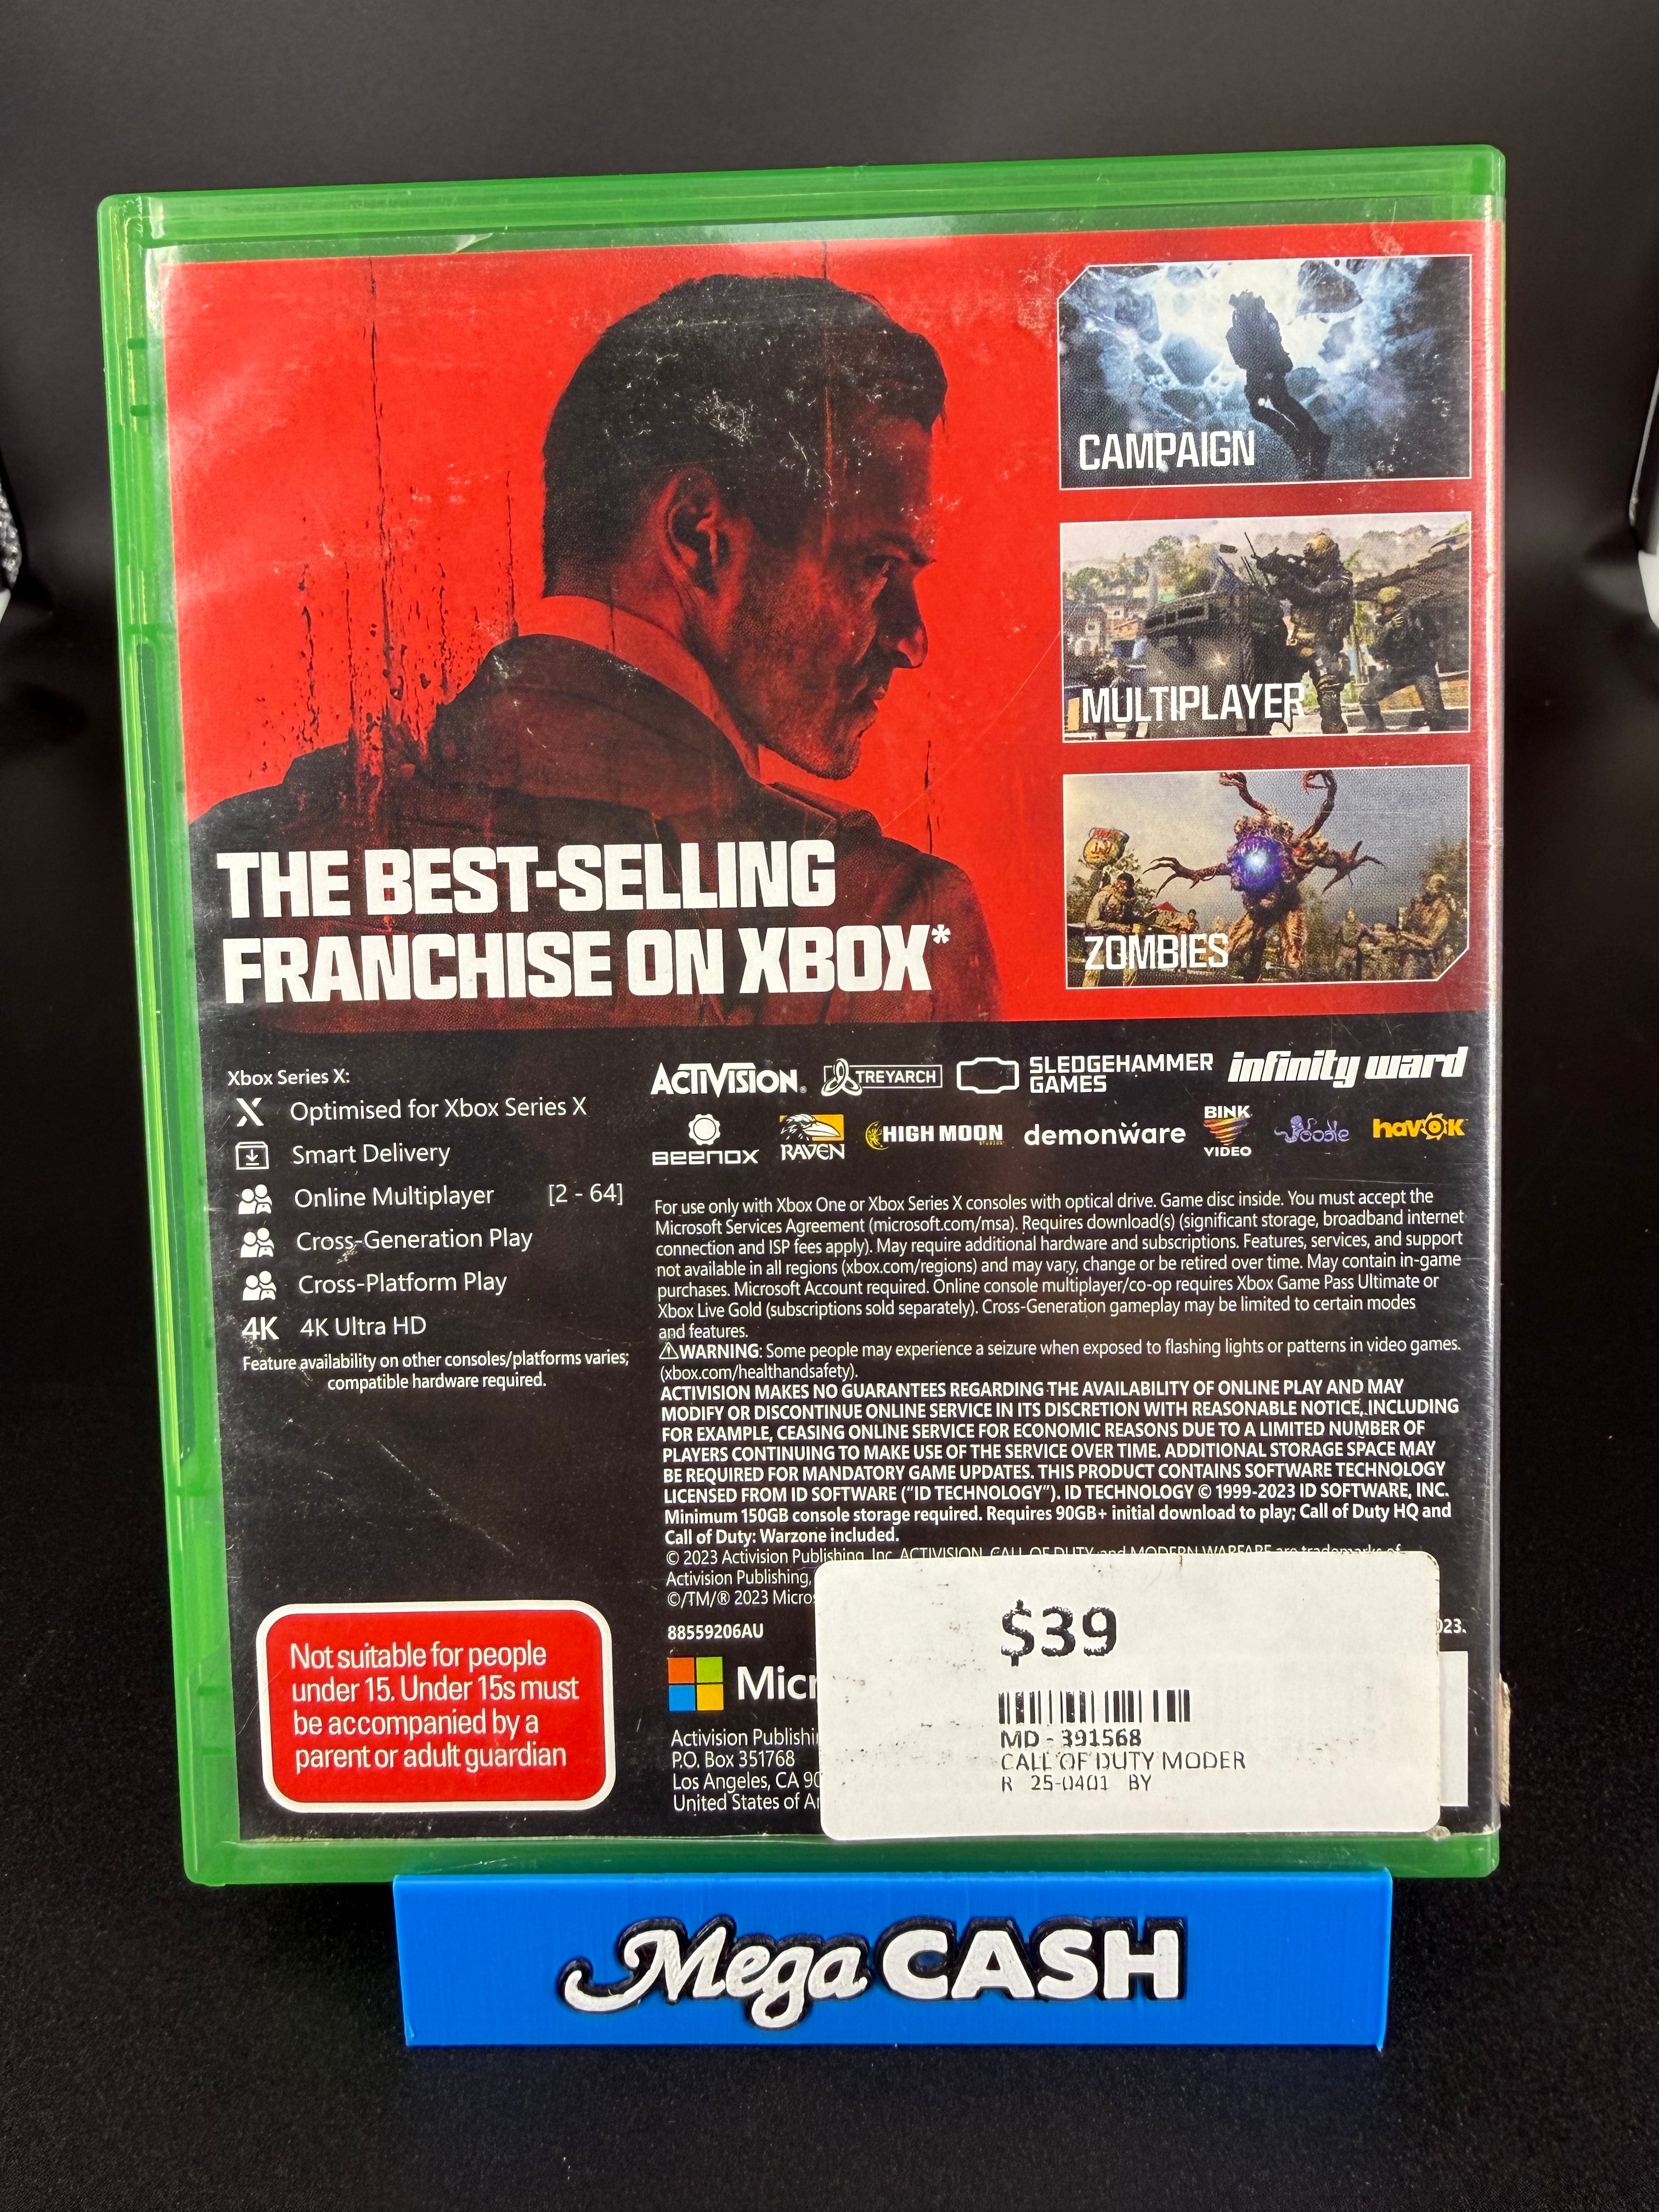 CAMPAIGN
MULTIPLAYER
ZOMBIES
THE BEST-SELLING
FRANCHISE ON XBOX*
Xbox Series X:
Optimised for Xbox Series X
Smart Delivery
Online Multiplayer [2 - 64]
Cross-Generation Play
Cross-Platform Play
4K 4K Ultra HD
Feature availability on other consoles/platforms varies;
compatible hardware required.
ACTIVISION. TREYARCH SLEDGEHAMMER GAMES infinity ward
BEENOX RAVEN HIGH MOON STUDIOS demonware BINK VIDEO Oodle havok
For use only with Xbox One or Xbox Series X consoles with optical drive. Game disc inside. You must accept the
Microsoft Services Agreement (microsoft.com/msa). Requires download(s) (significant storage, broadband internet
connection and ISP fees apply). May require additional hardware and subscriptions. Features, services, and support
not available in all regions (xbox.com/regions) and may vary, change or be retired over time. May contain in-game
purchases. Microsoft Account required. Online console multiplayer/co-op requires Xbox Game Pass Ultimate or
Xbox Live Gold (subscriptions sold separately). Cross-Generation gameplay may be limited to certain modes
and features.
⚠WARNING: Some people may experience a seizure when exposed to flashing lights or patterns in video games.
(xbox.com/healthandsafety).
ACTIVISION MAKES NO GUARANTEES REGARDING THE AVAILABILITY OF ONLINE PLAY AND MAY
MODIFY OR DISCONTINUE ONLINE SERVICE IN ITS DISCRETION WITH REASONABLE NOTICE, INCLUDING
FOR EXAMPLE, CEASING ONLINE SERVICE FOR ECONOMIC REASONS DUE TO A LIMITED NUMBER OF
PLAYERS CONTINUING TO MAKE USE OF THE SERVICE OVER TIME. ADDITIONAL STORAGE SPACE MAY
BE REQUIRED FOR MANDATORY GAME UPDATES. THIS PRODUCT CONTAINS SOFTWARE TECHNOLOGY
LICENSED FROM ID SOFTWARE ("ID TECHNOLOGY"). ID TECHNOLOGY © 1999-2023 ID SOFTWARE, INC.
Minimum 150GB console storage required. Requires 90GB+ initial download to play; Call of Duty HQ and
Call of Duty: Warzone included.
© 2023 Activision Publishing, Inc. ACTIVISION, CALL OF DUTY, and MODERN WARFARE are trademarks of
Activision Publishing,
©/TM/® 2023 Micros
88559206AU
023.
Micr
Activision Publishi
P.O. Box 351768
Los Angeles, CA 90
United States of A
Not suitable for people
under 15. Under 15s must
be accompanied by a
parent or adult guardian
$39
MD - 391568
CALL OF DUTY MODER
R 25-0401 BY
Mega CASH